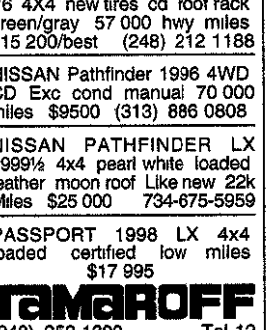 6 4X4 new tires cd roof rack
green/gray 57 000 hwy miles
15 200/best (248) 212 1188
NISSAN Pathfinder 1996 4WD
CD Exc cond manual 70 000
miles $9500 (313) 886 0808
NISSAN PATHFINDER LX
1999½ 4x4 pearl white loaded
leather moon roof Like new 22k
Miles $25 000 734-675-5959
PASSPORT 1998 LX 4x4
loaded certified low miles
$17 995
TAMAROFF
Tel 12